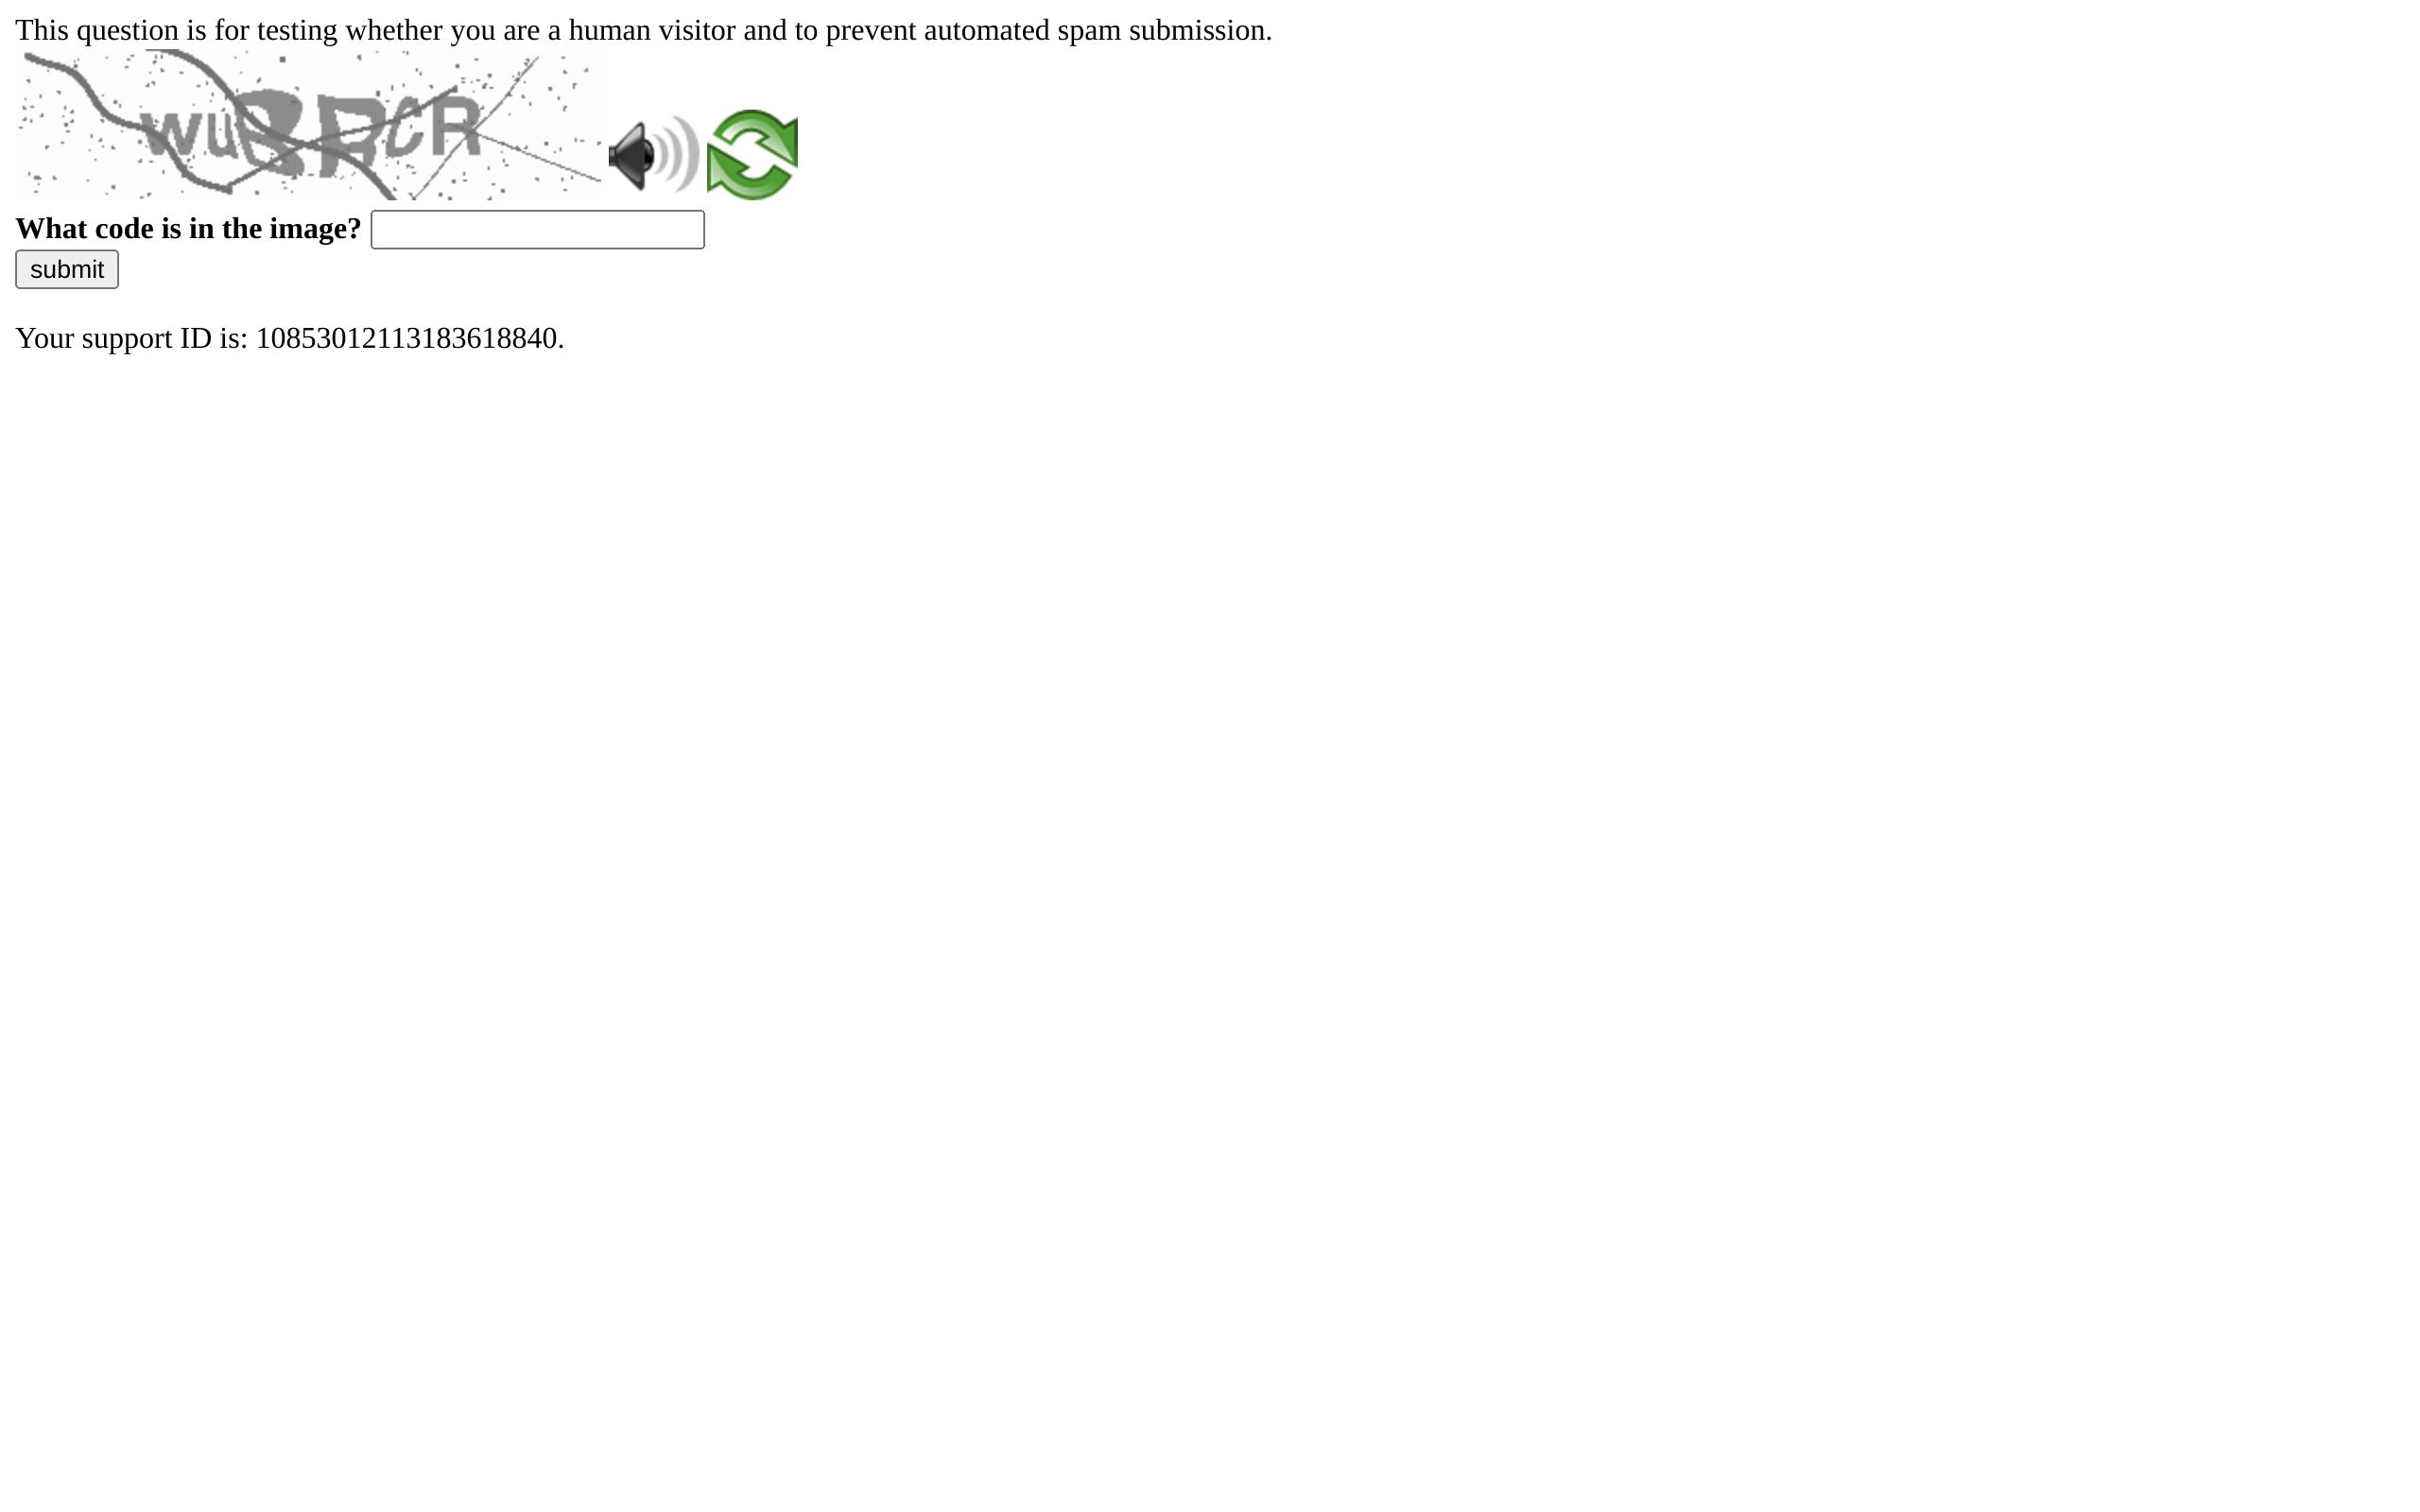 This question is for testing whether you are a human visitor and to prevent automated spam submission.
What code is in the image?
submit
Your support ID is: 10853012113183618840.